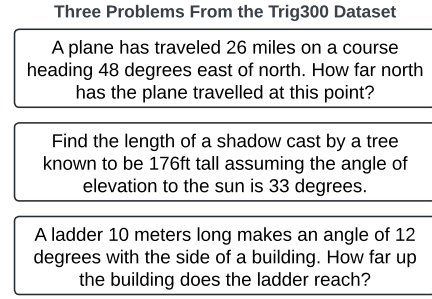 Three Problems From the Trig300 Dataset
A plane has traveled 26 miles on a course
heading 48 degrees east of north. How far north
has the plane travelled at this point?
Find the length of a shadow cast by a tree
known to be 176ft tall assuming the angle of
elevation to the sun is 33 degrees.
A ladder 10 meters long makes an angle of 12
degrees with the side of a building. How far up
the building does the ladder reach?